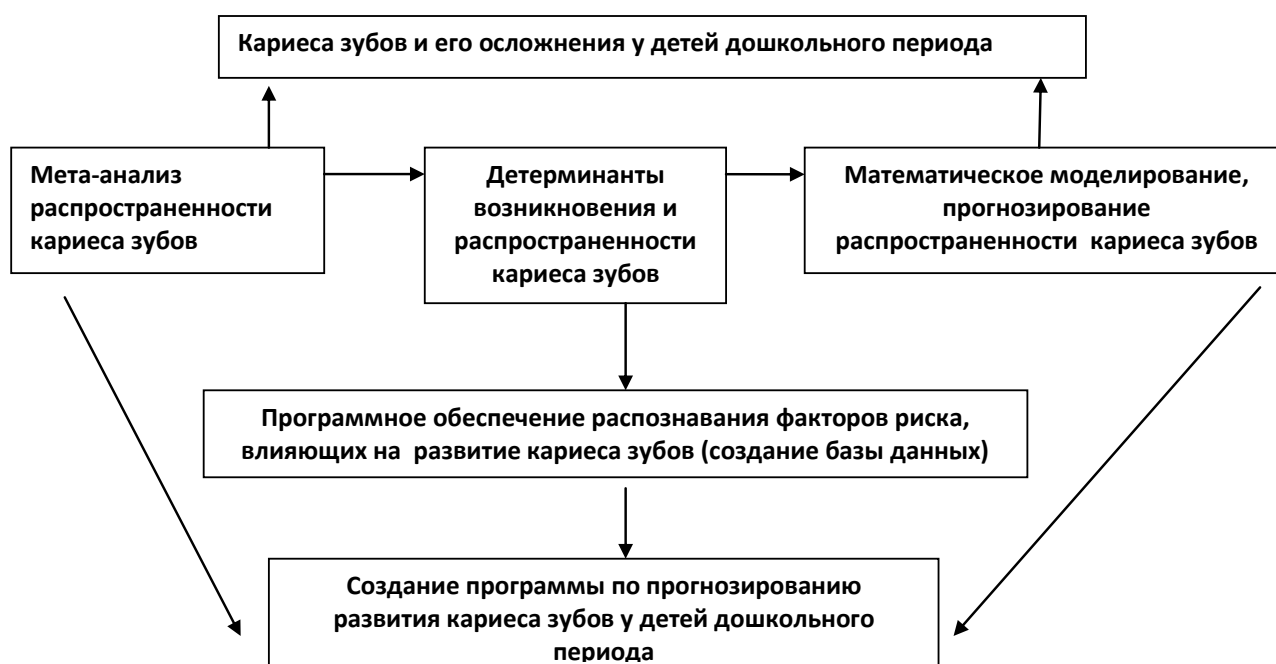 Кариеса зубов и его осложнения у детей дошкольного периода
Мета-анализ
распространенности
кариеса зубов
Детерминанты
возникновения и
распространенности
кариеса зубов
Математическое моделирование,
прогнозирование
распространенности кариеса зубов
Программное обеспечение распознавания факторов риска,
влияющих на развитие кариеса зубов (создание базы данных)
Создание программы по прогнозированию
развития кариеса зубов у детей дошкольного
периода